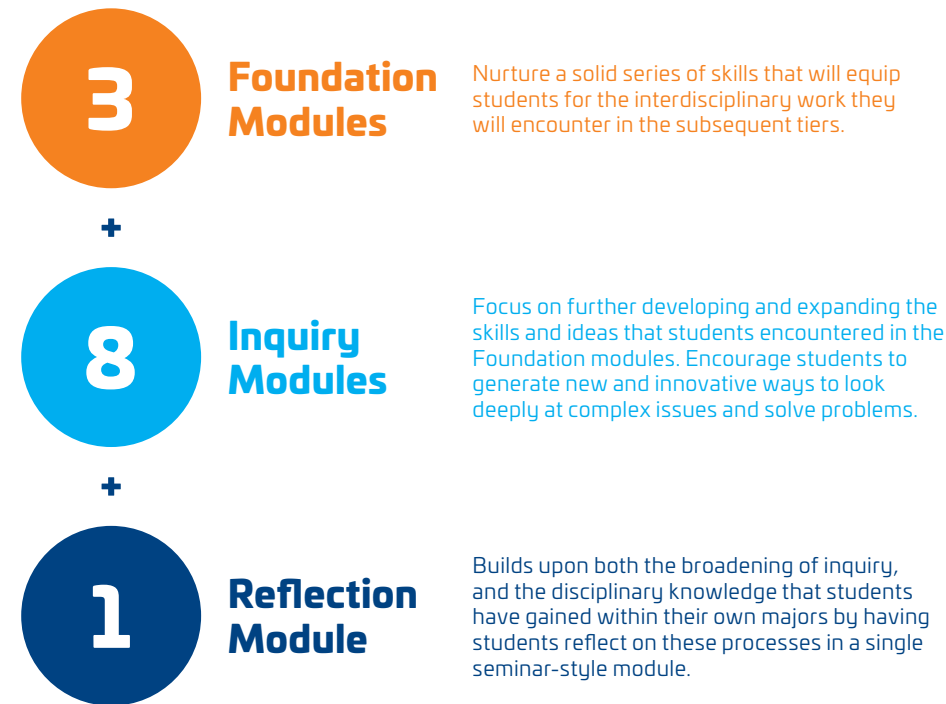 3
Foundation
Modules
Nurture a solid series of skills that will equip
students for the interdisciplinary work they
will encounter in the subsequent tiers.
+
8
Inquiry
Modules
Focus on further developing and expanding the
skills and ideas that students encountered in the
Foundation modules. Encourage students to
generate new and innovative ways to look
deeply at complex issues and solve problems.
+
1
Reflection
Module
Builds upon both the broadening of inquiry,
and the disciplinary knowledge that students
have gained within their own majors by having
students reflect on these processes in a single
seminar-style module.